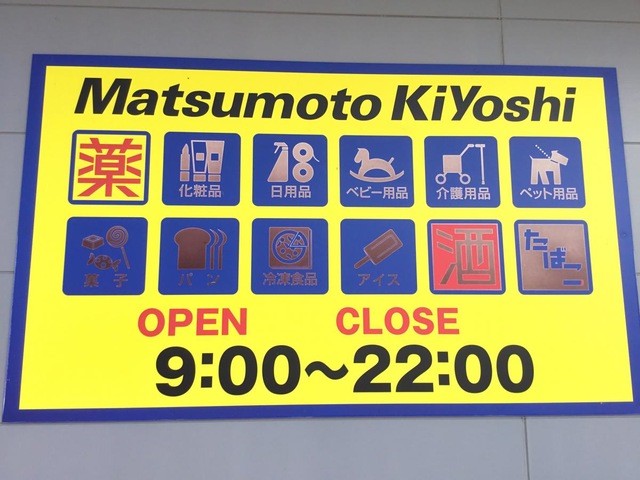 Matsumoto KiYoshi
薬 化粧品 日用品 ベビー用品 介護用品 ペット用品
菓子 パン 冷凍食品 アイス 酒 たばこ
OPEN CLOSE
9:00~22:00